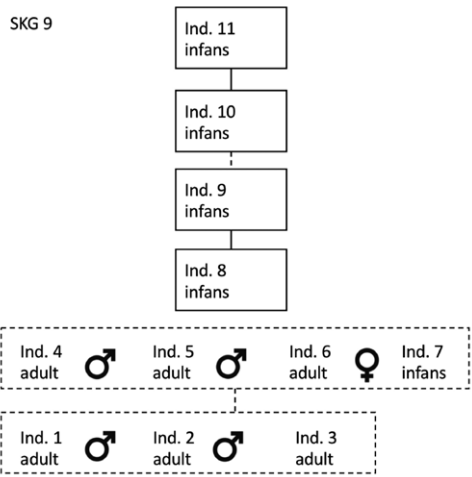 SKG 9
Ind. 11
infans
Ind. 10
infans
Ind. 9
infans
Ind. 8
infans
Ind. 4 Ind. 5 Ind. 6 Ind. 7
adult ♂ adult ♂ adult ♀ infans
Ind. 1 Ind. 2 Ind. 3
adult ♂ adult ♂ adult